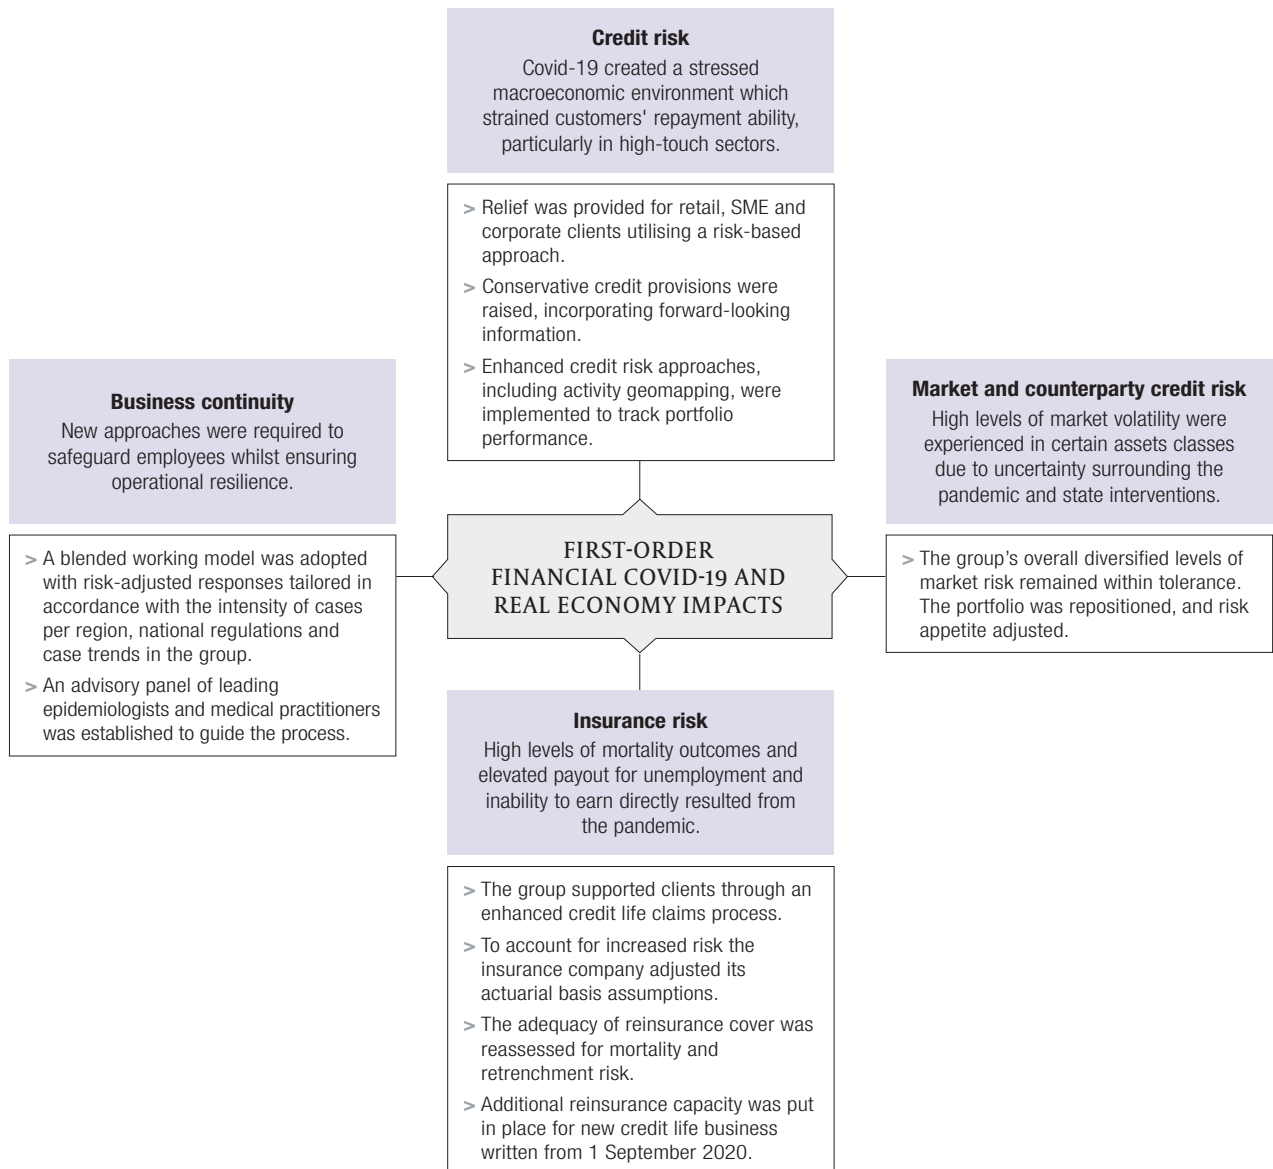 Credit risk
Covid-19 created a stressed
macroeconomic environment which
strained customers' repayment ability,
particularly in high-touch sectors.
> Relief was provided for retail, SME and
corporate clients utilising a risk-based
approach.
> Conservative credit provisions were
raised, incorporating forward-looking
information.
> Enhanced credit risk approaches,
including activity geomapping, were
implemented to track portfolio
performance.
Business continuity
New approaches were required to
safeguard employees whilst ensuring
operational resilience.
> A blended working model was adopted
with risk-adjusted responses tailored in
accordance with the intensity of cases
per region, national regulations and
case trends in the group.
> An advisory panel of leading
epidemiologists and medical practitioners
was established to guide the process.
FIRST-ORDER
FINANCIAL COVID-19 AND
REAL ECONOMY IMPACTS
Market and counterparty credit risk
High levels of market volatility were
experienced in certain assets classes
due to uncertainty surrounding the
pandemic and state interventions.
> The group's overall diversified levels of
market risk remained within tolerance.
The portfolio was repositioned, and risk
appetite adjusted.
Insurance risk
High levels of mortality outcomes and
elevated payout for unemployment and
inability to earn directly resulted from
the pandemic.
> The group supported clients through an
enhanced credit life claims process.
> To account for increased risk the
insurance company adjusted its
actuarial basis assumptions.
> The adequacy of reinsurance cover was
reassessed for mortality and
retrenchment risk.
> Additional reinsurance capacity was put
in place for new credit life business
written from 1 September 2020.